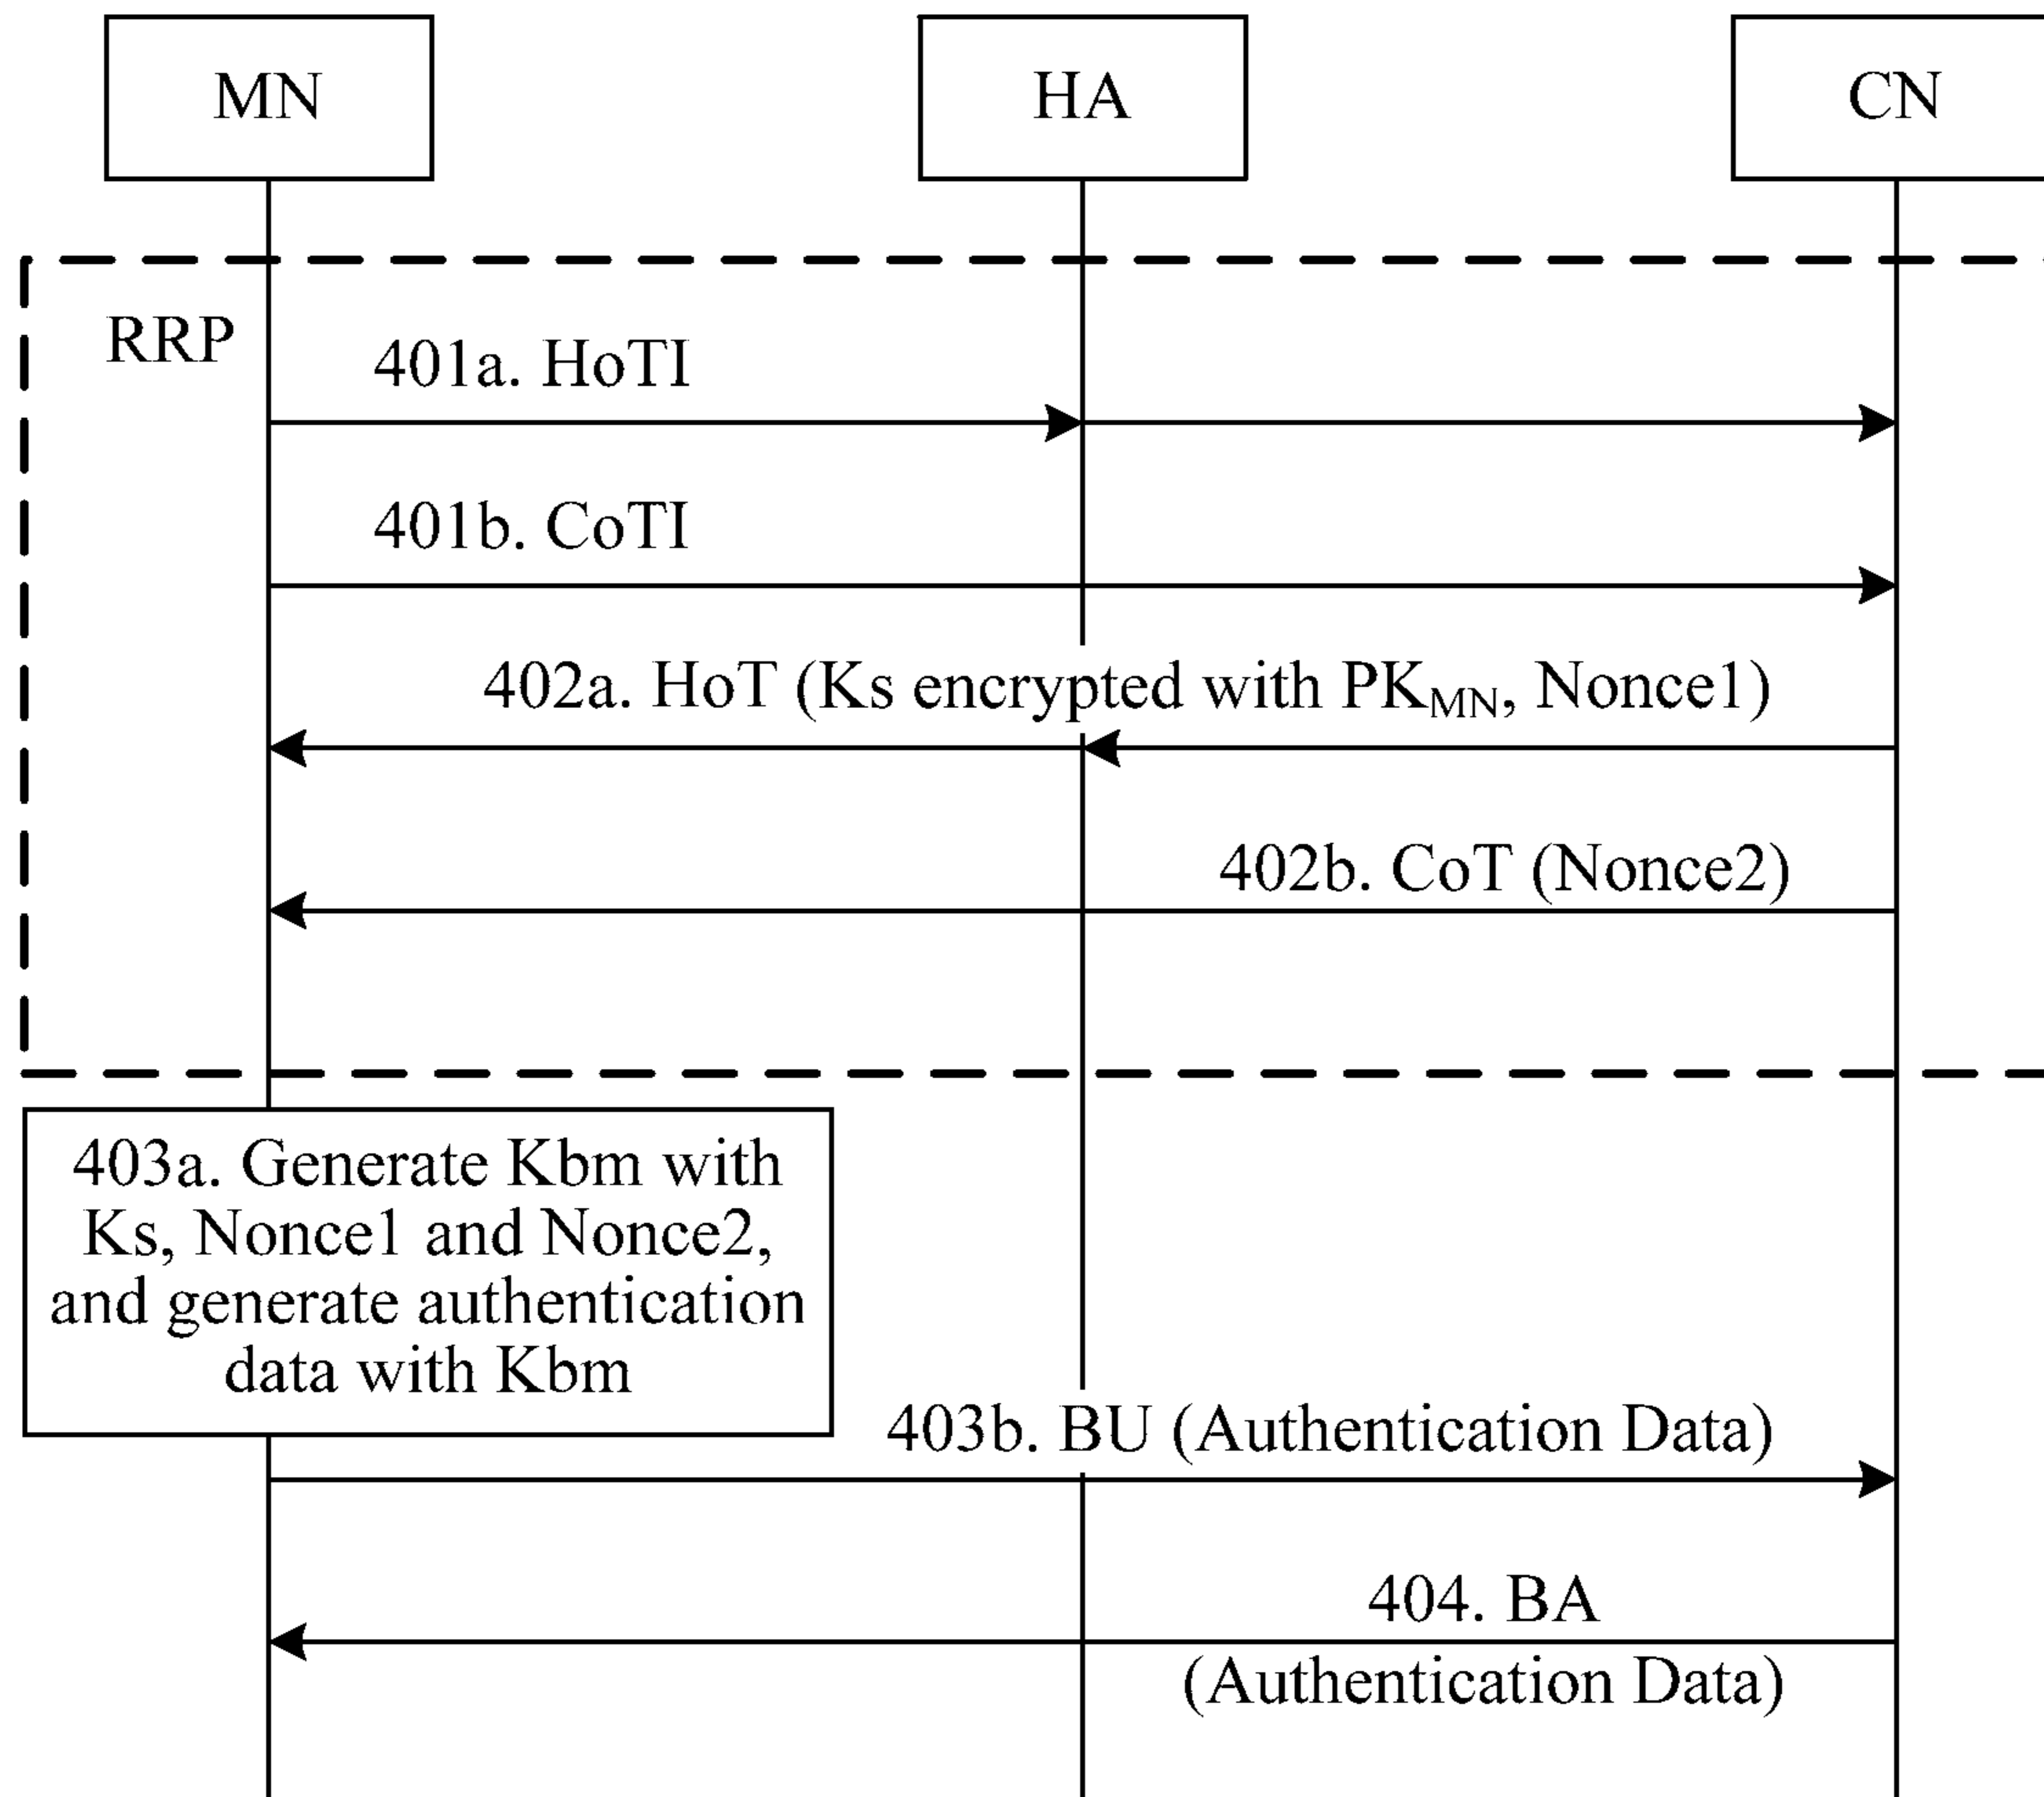 MN
HA
CN
RRP
401a. HoTI
401b. CoTI
402a. HoT (Ks encrypted with PKMN, Nonce1)
402b. CoT (Nonce2)
403a. Generate Kbm with
Ks, Nonce1 and Nonce2,
and generate authentication
data with Kbm
403b. BU (Authentication Data)
404. BA
(Authentication Data)